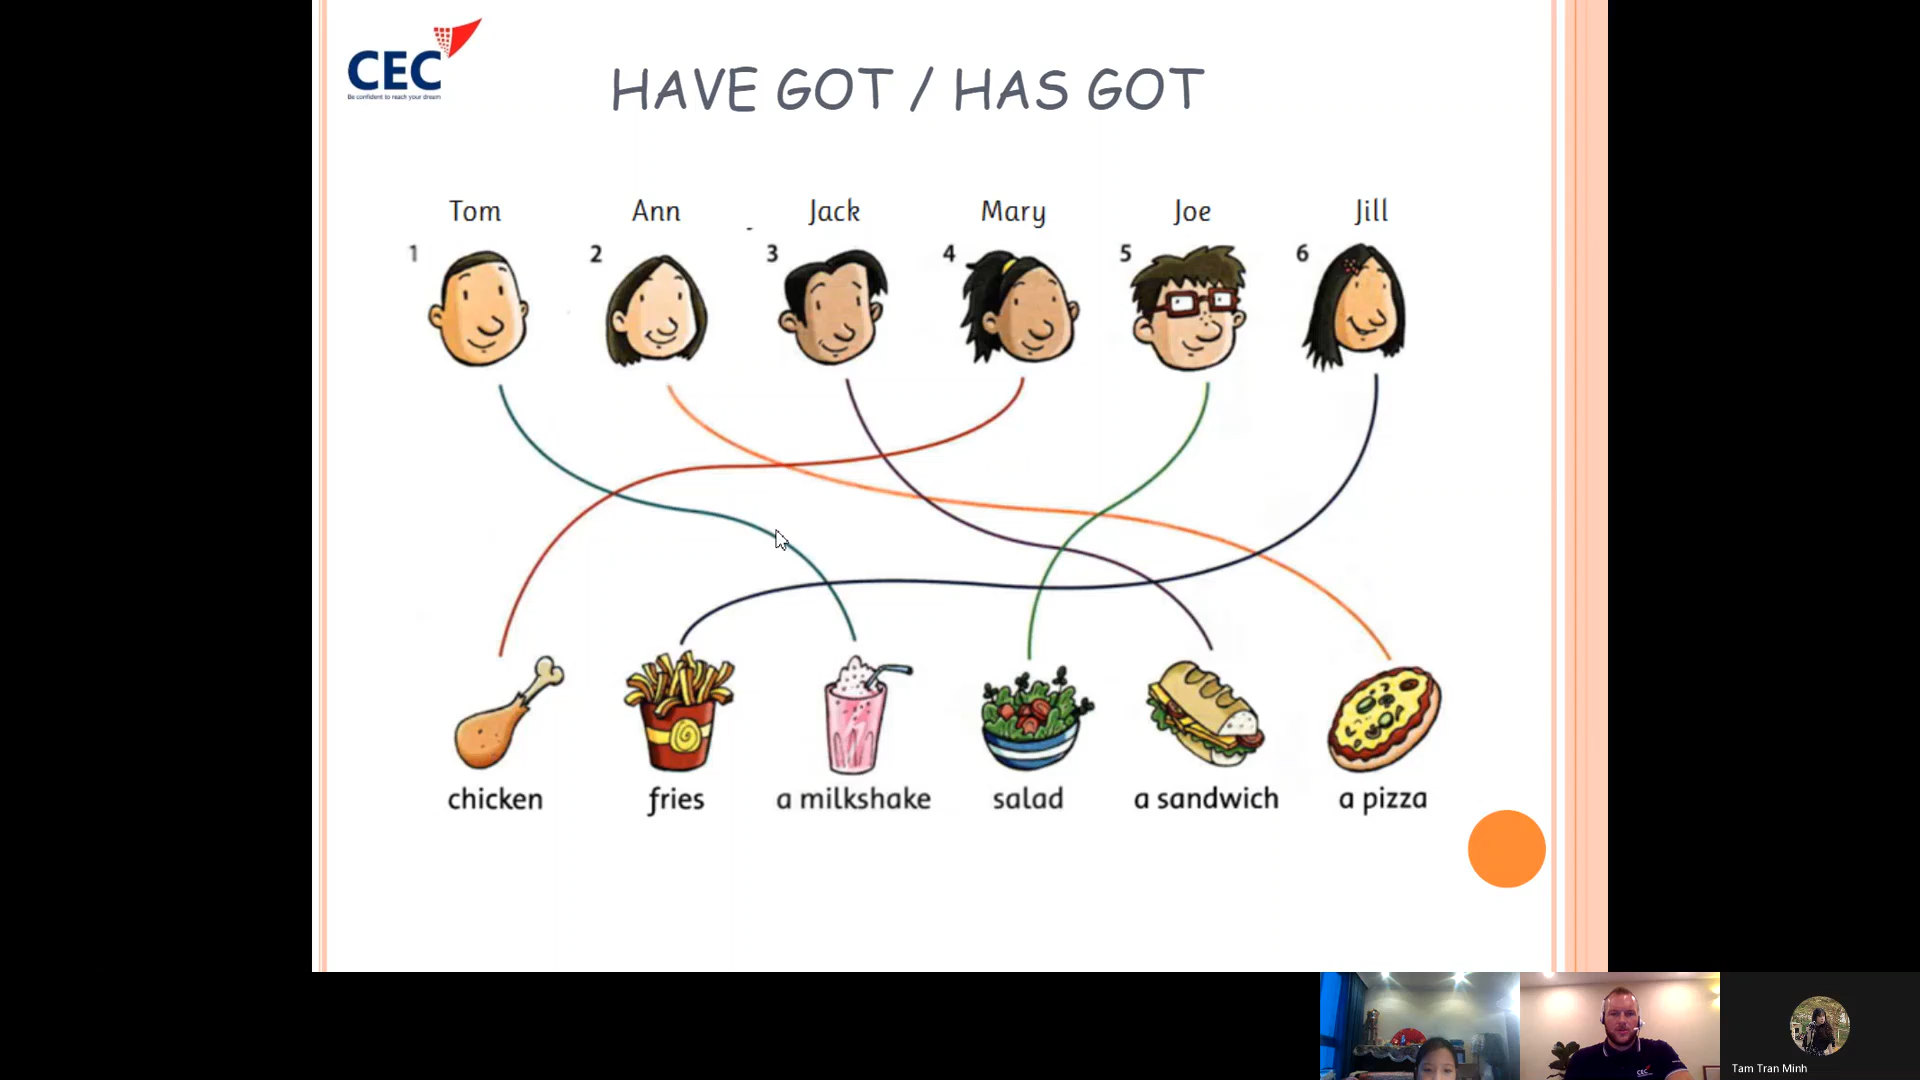 CEC
Be confident to reach your dream
HAVE GOT / HAS GOT
Tom Ann Jack Mary Joe Jill
1 2 3 4 5 6
chicken fries a milkshake salad a sandwich a pizza
CEC
Tam Tran Minh